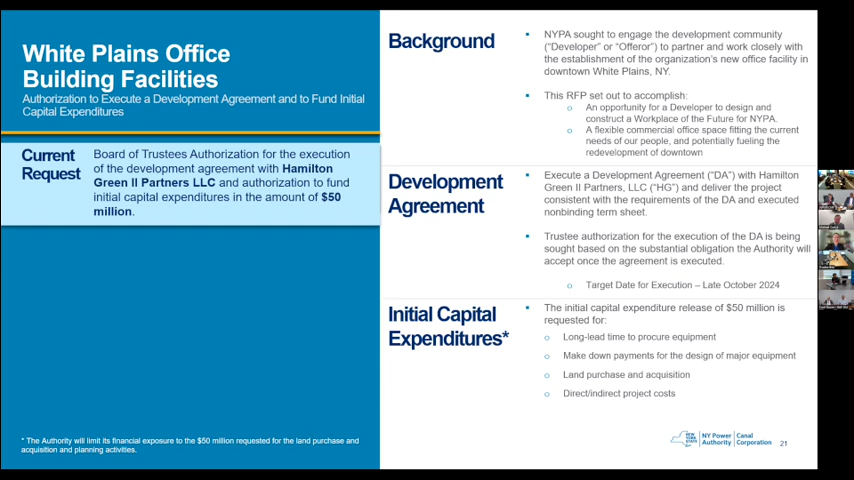 White Plains Office
Building Facilities
Authorization to Execute a Development Agreement and to Fund Initial
Capital Expenditures
Current
Request
Board of Trustees Authorization for the execution
of the development agreement with Hamilton
Green II Partners LLC and authorization to fund
initial capital expenditures in the amount of $50
million.
* The Authority will limit its financial exposure to the $50 million requested for the land purchase and
acquisition and planning activities.
Background
▪ NYPA sought to engage the development community
("Developer" or "Offeror") to partner and work closely with
the establishment of the organization's new office facility in
downtown White Plains, NY.
▪ This RFP set out to accomplish:
o An opportunity for a Developer to design and
construct a Workplace of the Future for NYPA.
o A flexible commercial office space fitting the current
needs of our people, and potentially fueling the
redevelopment of downtown
Development
Agreement
▪ Execute a Development Agreement ("DA") with Hamilton
Green II Partners, LLC ("HG") and deliver the project
consistent with the requirements of the DA and executed
nonbinding term sheet.
▪ Trustee authorization for the execution of the DA is being
sought based on the substantial obligation the Authority will
accept once the agreement is executed.
o Target Date for Execution – Late October 2024
Initial Capital
Expenditures*
▪ The initial capital expenditure release of $50 million is
requested for:
o Long-lead time to procure equipment
o Make down payments for the design of major equipment
o Land purchase and acquisition
o Direct/indirect project costs
NEW YORK STATE
NY Power
Authority
Canal
Corporation
21